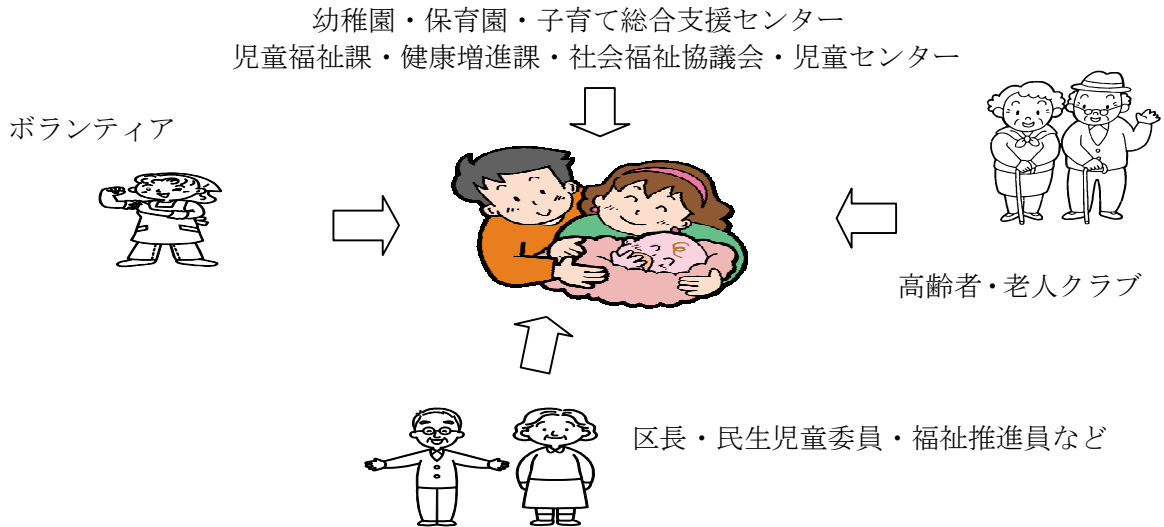 幼稚園・保育園・子育て総合支援センター
児童福祉課・健康増進課・社会福祉協議会・児童センター
ボランティア
高齢者・老人クラブ
区長・民生児童委員・福祉推進員など